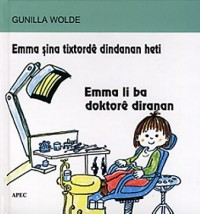 GUNILLA WOLDE
Emma şina tixtordê dindanan heti
Emma li ba
doktorê diranan
APEC